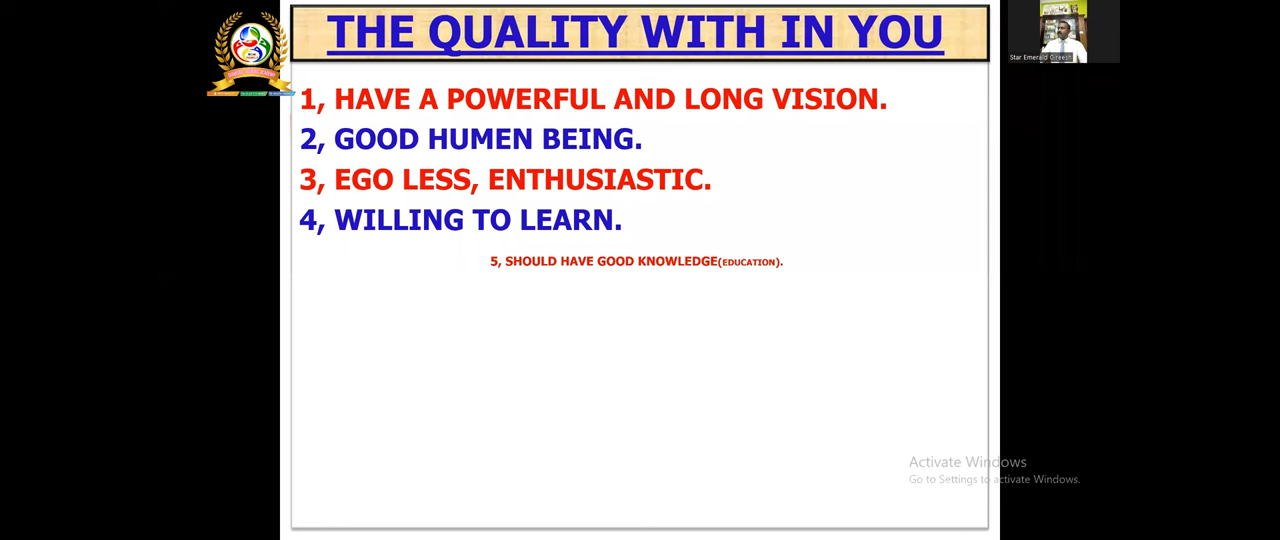 THE QUALITY WITH IN YOU
Star Emerald Gireesh
1, HAVE A POWERFUL AND LONG VISION.
2, GOOD HUMEN BEING.
3, EGO LESS, ENTHUSIASTIC.
4, WILLING TO LEARN.
5, SHOULD HAVE GOOD KNOWLEDGE(EDUCATION).
Activate Windows
Go to Settings to activate Windows.